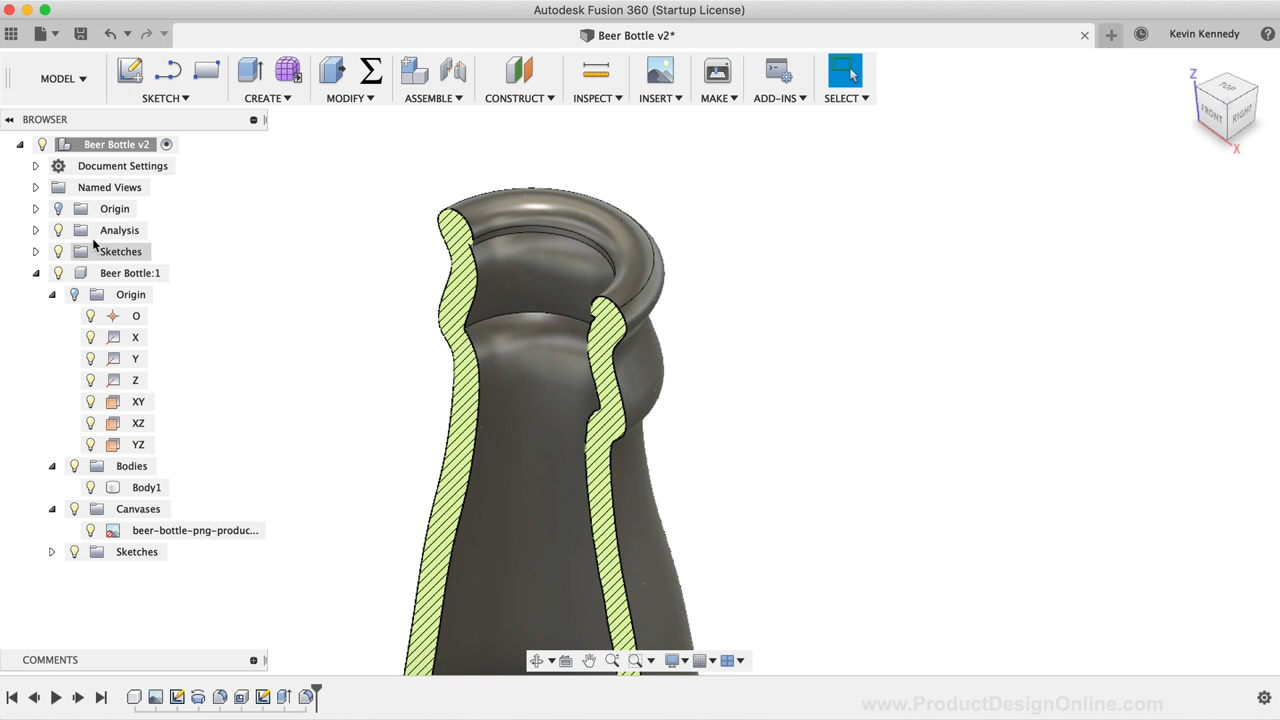 Autodesk Fusion 360 (Startup License)
Beer Bottle v2*
Kevin Kennedy
MODEL
SKETCH
CREATE
MODIFY
ASSEMBLE
CONSTRUCT
INSPECT
INSERT
MAKE
ADD-INS
SELECT
BROWSER
Beer Bottle v2
Document Settings
Named Views
Origin
Analysis
Sketches
Beer Bottle:1
Origin
O
X
Y
Z
XY
XZ
YZ
Bodies
Body1
Canvases
beer-bottle-png-produc...
Sketches
Z
TOP
FRONT
RIGHT
X
COMMENTS
www.ProductDesignOnline.com